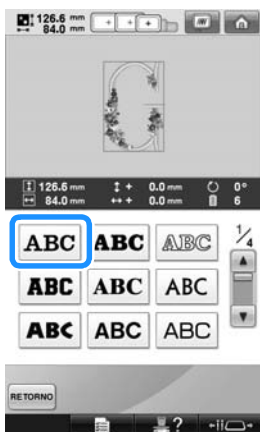 126.6 mm
84.0 mm
126.6 mm + 0.0 mm 0°
84.0 mm + 0.0 mm 6
ABC ABC ABC 1/4
ABC ABC ABC
ABC ABC ABC
RETORNO
?